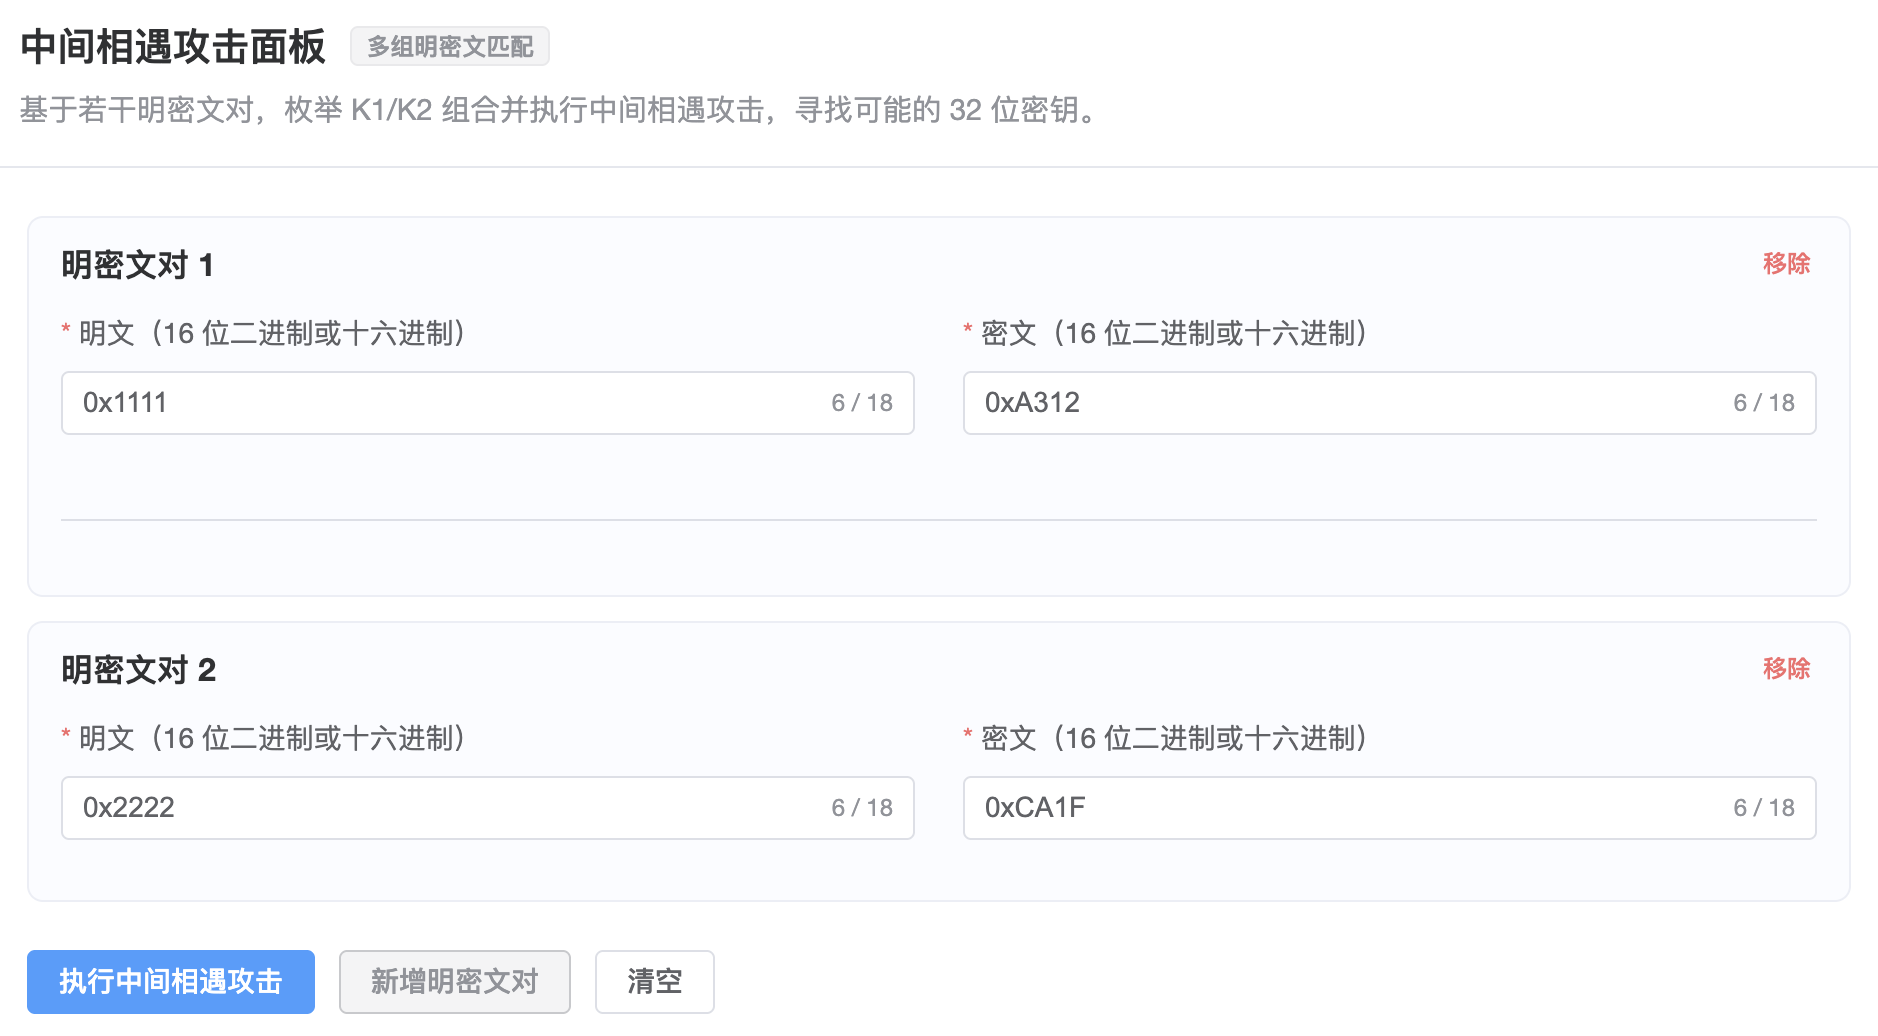 中间相遇攻击面板 多组明密文匹配
基于若干明密文对，枚举 K1/K2 组合并执行中间相遇攻击，寻找可能的 32 位密钥。
明密文对 1 移除
* 明文（16 位二进制或十六进制） * 密文（16 位二进制或十六进制）
0x1111 6 / 18 0xA312 6 / 18
明密文对 2 移除
* 明文（16 位二进制或十六进制） * 密文（16 位二进制或十六进制）
0x2222 6 / 18 0xCA1F 6 / 18
执行中间相遇攻击 新增明密文对 清空